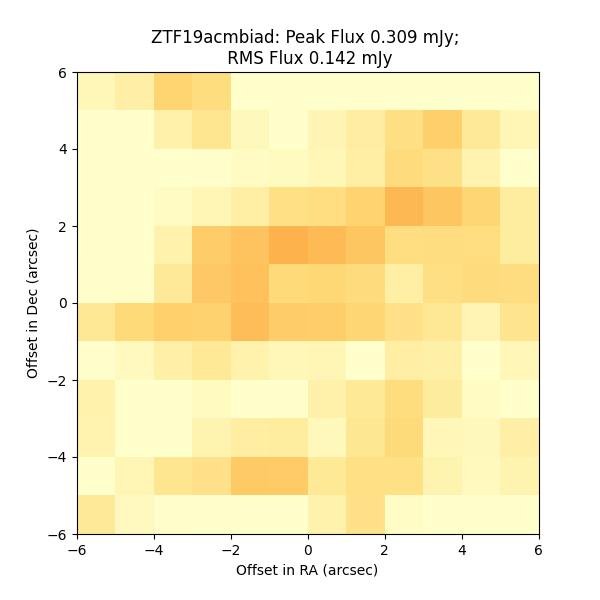 ZTF19acmbiad: Peak Flux 0.309 mJy;
RMS Flux 0.142 mJy
6
4
2
0
−2
−4
−6
Offset in Dec (arcsec)
−6 −4 −2 0 2 4 6
Offset in RA (arcsec)